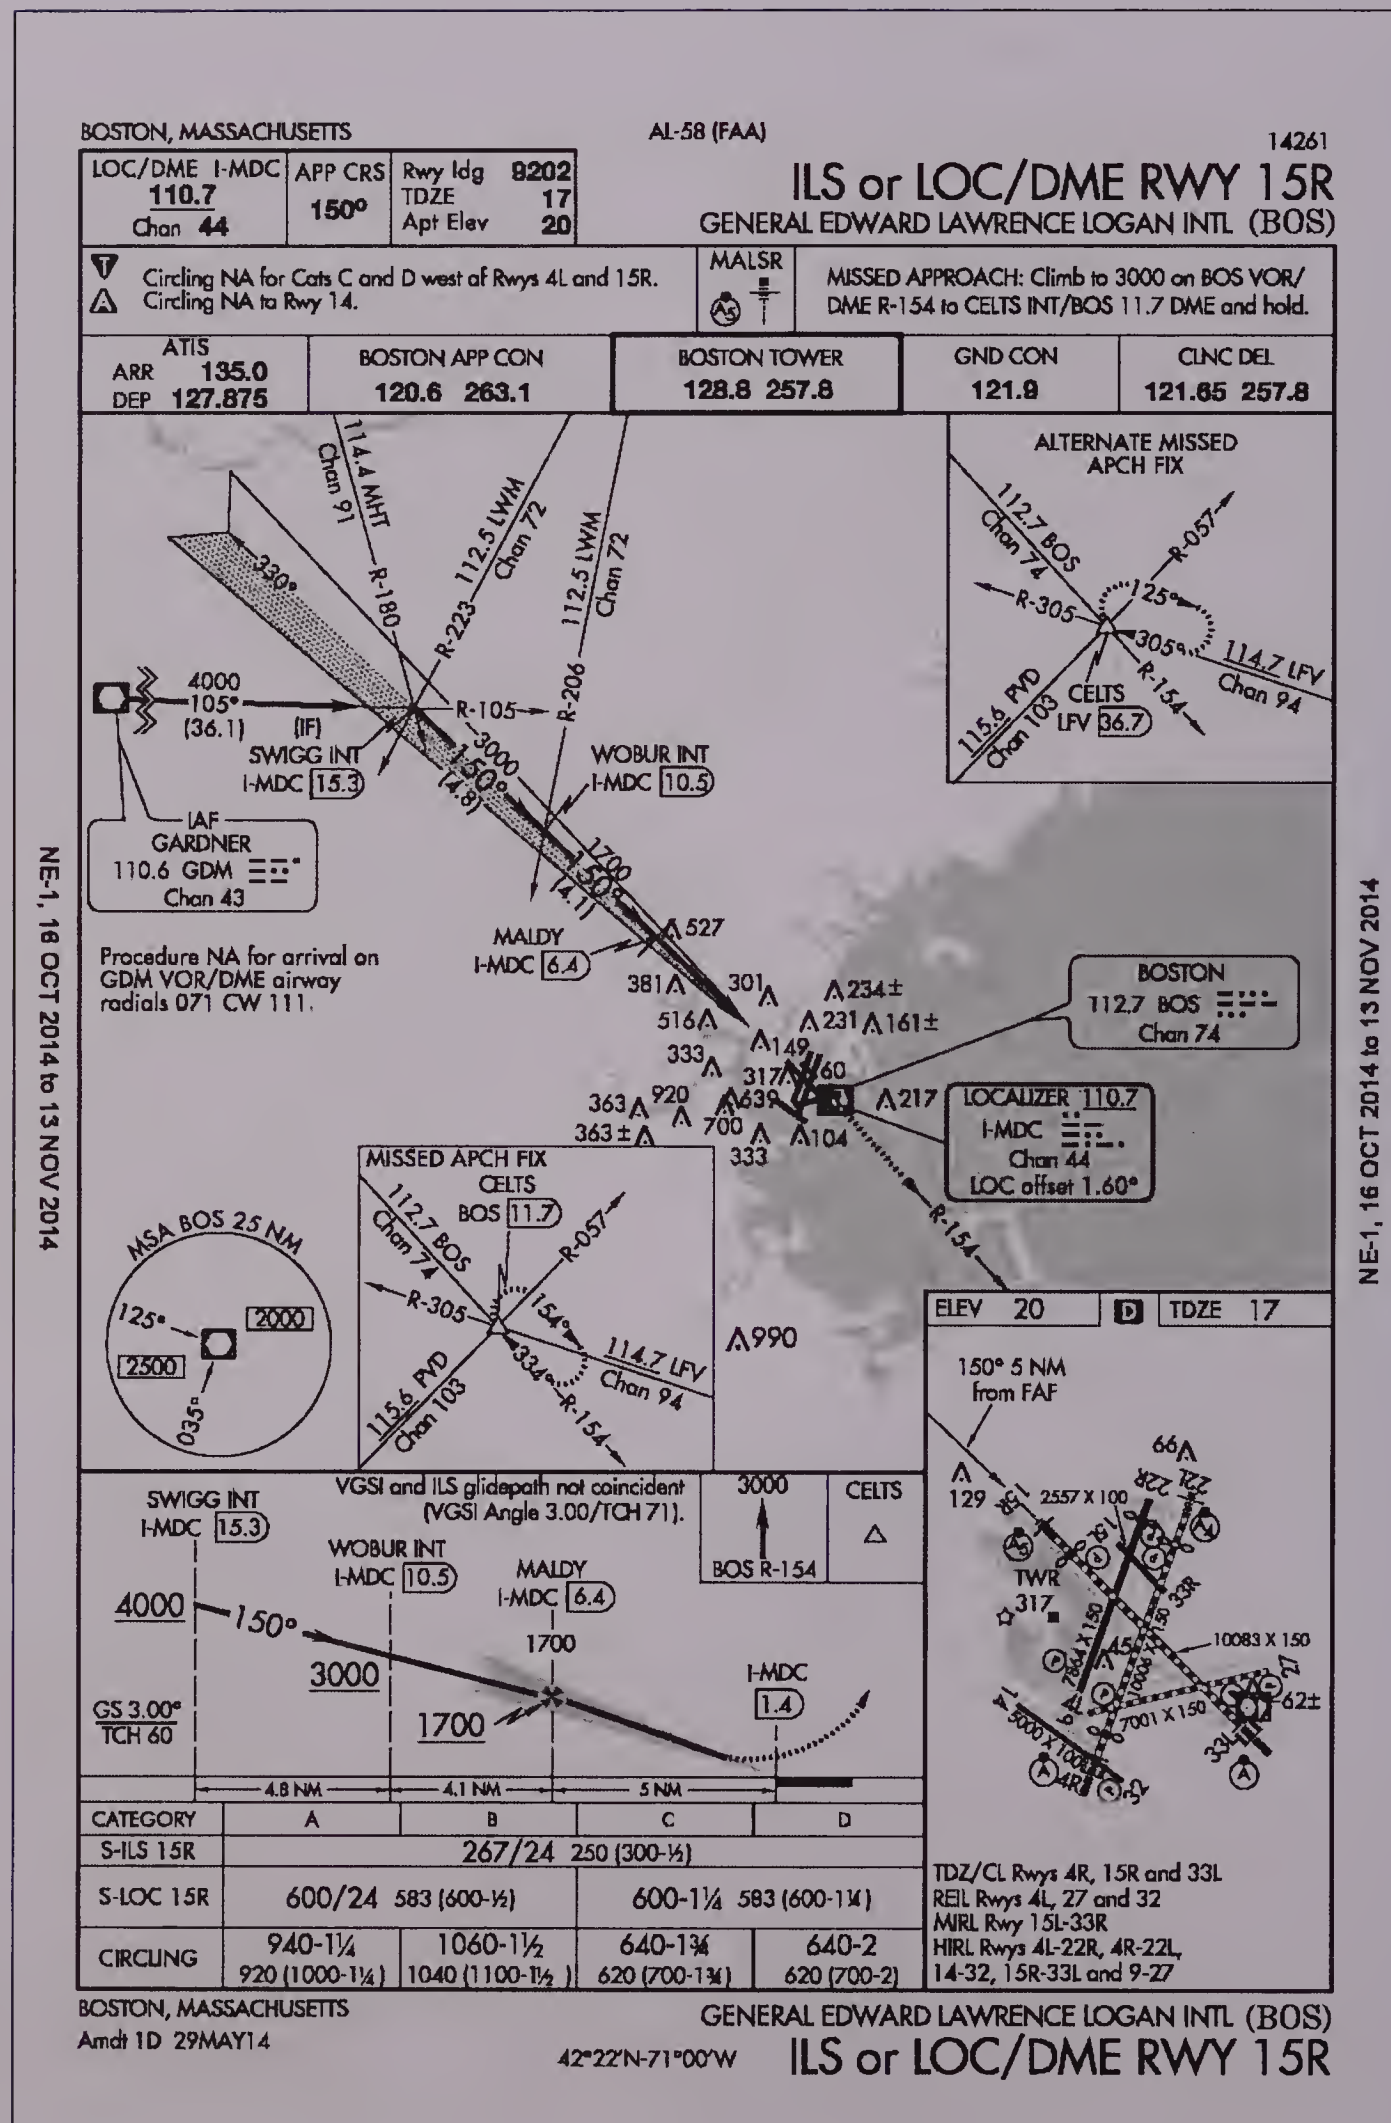 BOSTON, MASSACHUSETTS
AL-58 (FAA)
14261
LOC/DME I-MDC
110.7
Chan 44
APP CRS
150°
Rwy ldg 9202
TDZE 17
Apt Elev 20
ILS or LOC/DME RWY 15R
GENERAL EDWARD LAWRENCE LOGAN INTL (BOS)
T
A
Circling NA for Cats C and D west of Rwys 4L and 15R.
Circling NA to Rwy 14.
MALSR
A5
MISSED APPROACH: Climb to 3000 on BOS VOR/
DME R-154 to CELTS INT/BOS 11.7 DME and hold.
ATIS
ARR 135.0
DEP 127.875
BOSTON APP CON
120.6 263.1
BOSTON TOWER
128.8 257.8
GND CON
121.9
CLNC DEL
121.65 257.8
114.4 MHT
Chan 91
R-180
112.5 LWM
Chan 72
R-223
112.5 LWM
Chan 72
R-206
330°
4000
105°
(36.1)
(IF)
R-105
SWIGG INT
I-MDC 15.3
3000
150°
(4.8)
WOBUR INT
I-MDC 10.5
1700
150°
(4.1)
MALDY
I-MDC 6.4
IAF
GARDNER
110.6 GDM
Chan 43
Procedure NA for arrival on
GDM VOR/DME airway
radials 071 CW 111.
ALTERNATE MISSED
APCH FIX
112.7 BOS
Chan 74
R-057
R-305
125°
305°
114.7 LFV
Chan 94
R-154
115.6 PVD
Chan 103
CELTS
LFV 36.7
527
381
301
234±
516
231
161±
149
333
317
60
363
920
639
217
363±
700
333
104
BOSTON
112.7 BOS
Chan 74
LOCALIZER 110.7
I-MDC
Chan 44
LOC offset 1.60°
R-154
MISSED APCH FIX
CELTS
BOS 11.7
112.7 BOS
Chan 74
R-057
R-305
154°
334°
114.7 LFV
Chan 94
R-154
115.6 PVD
Chan 103
990
MSA BOS 25 NM
125°
2000
2500
035°
ELEV 20
D
TDZE 17
150° 5 NM
from FAF
66
129
15R
2557 X 100
22R
22L
15L
A5
TWR
317
33R
7864 X 150
10006 X 150
45
10083 X 150
27
62±
9
7001 X 150
14
5000 X 100
33L
4R
32
A
TDZ/CL Rwys 4R, 15R and 33L
REIL Rwys 4L, 27 and 32
MIRL Rwy 15L-33R
HIRL Rwys 4L-22R, 4R-22L,
14-32, 15R-33L and 9-27
VGSI and ILS glidepath not coincident
(VGSI Angle 3.00/TCH 71).
3000
BOS R-154
CELTS
SWIGG INT
I-MDC 15.3
WOBUR INT
I-MDC 10.5
MALDY
I-MDC 6.4
4000
150°
1700
3000
I-MDC
1.4
1700
GS 3.00°
TCH 60
4.8 NM
4.1 NM
5 NM
CATEGORY A B C D
S-ILS 15R 267/24 250 (300-½)
S-LOC 15R 600/24 583 (600-½) 600-1¼ 583 (600-1¼)
CIRCLING
940-1¼
920 (1000-1¼)
1060-1½
1040 (1100-1½)
640-1¾
620 (700-1¾)
640-2
620 (700-2)
BOSTON, MASSACHUSETTS
Amdt 1D 29MAY14
42°22'N-71°00'W
GENERAL EDWARD LAWRENCE LOGAN INTL (BOS)
ILS or LOC/DME RWY 15R
NE-1, 16 OCT 2014 to 13 NOV 2014
NE-1, 16 OCT 2014 to 13 NOV 2014